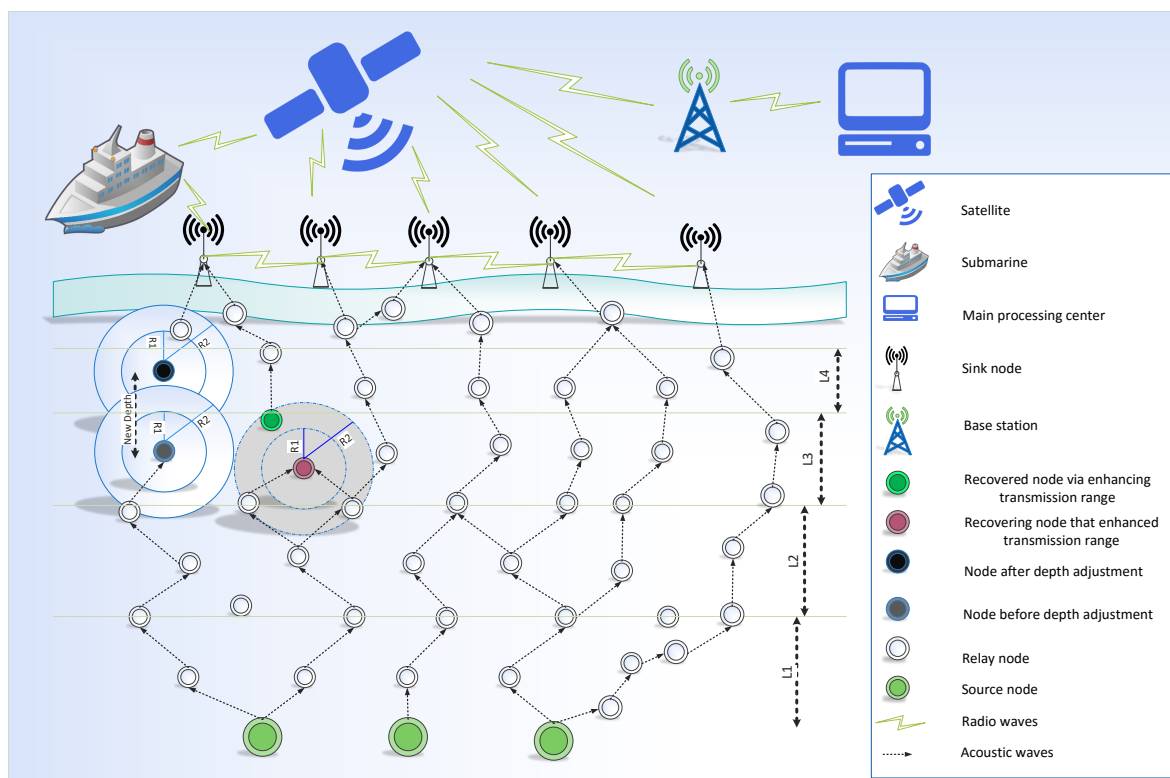 R1
R2
New Depth
R1
R2
R1
R2
L4
L3
L2
L1
Satellite
Submarine
Main processing center
Sink node
Base station
Recovered node via enhancing
transmission range
Recovering node that enhanced
transmission range
Node after depth adjustment
Node before depth adjustment
Relay node
Source node
Radio waves
Acoustic waves